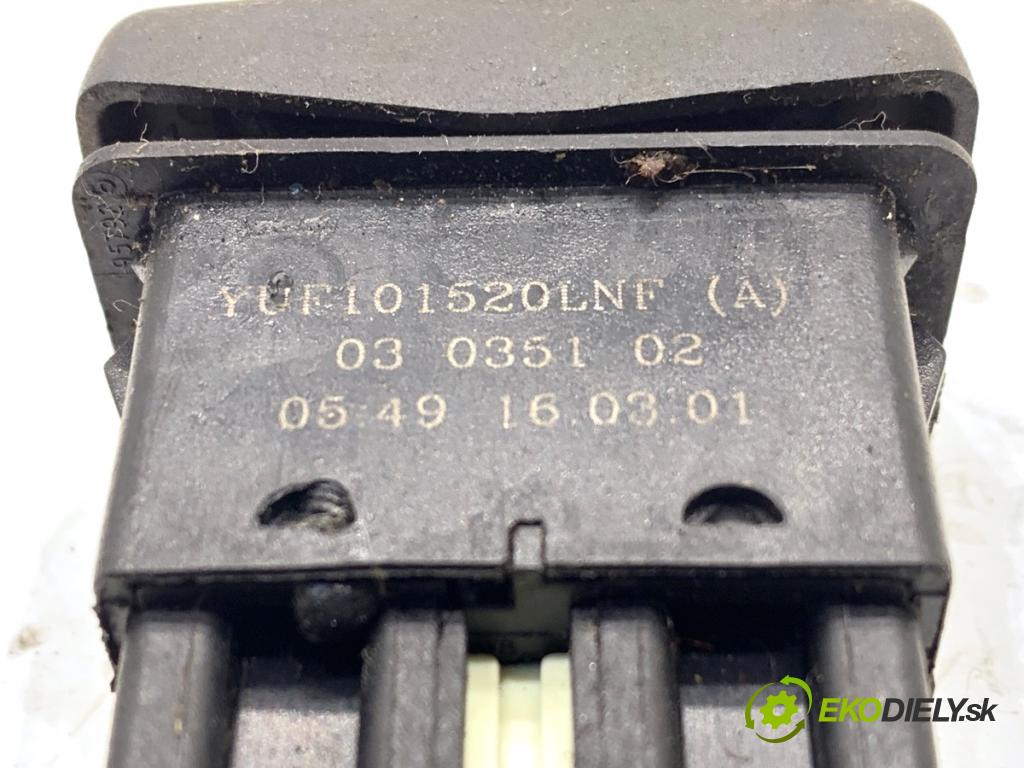 YUF101520LNF (A)
03 0351 02
05:49 16.03.01
EKODIELY.sk